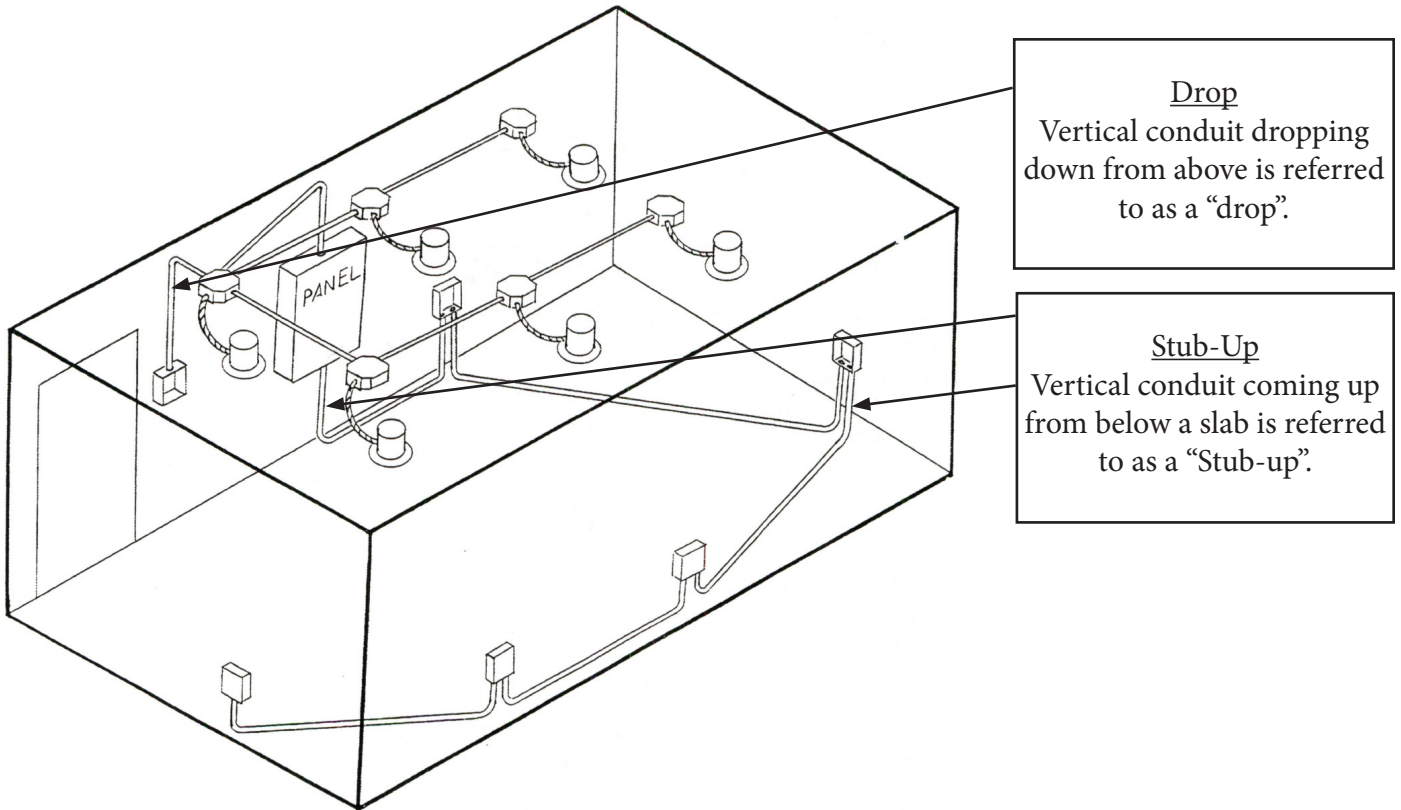 Drop
Vertical conduit dropping
down from above is referred
to as a “drop”.
PANEL
Stub-Up
Vertical conduit coming up
from below a slab is referred
to as a “Stub-up”.